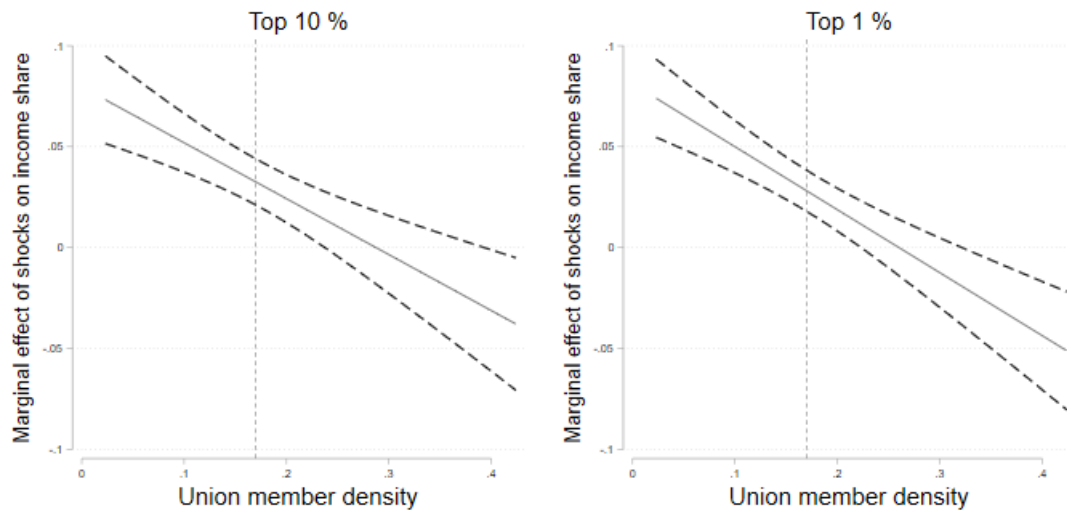 Top 10 %
Marginal effect of shocks on income share
.1
.05
0
-.05
-.1
0 .1 .2 .3 .4
Union member density
Top 1 %
Marginal effect of shocks on income share
.1
.05
0
-.05
-.1
0 .1 .2 .3 .4
Union member density